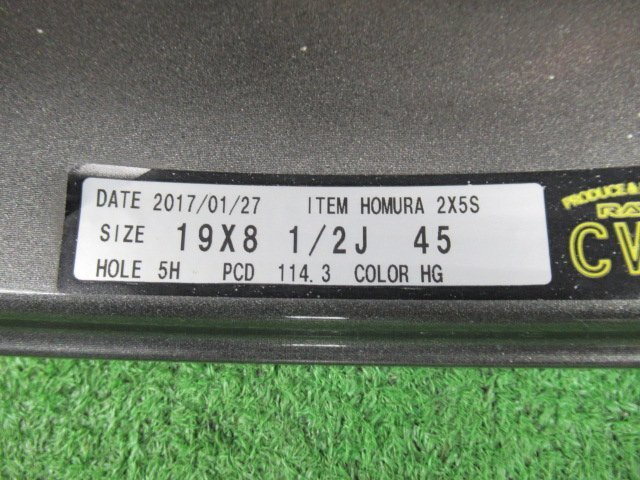 DATE 2017/01/27 ITEM HOMURA 2X5S
SIZE 19X8 1/2J 45
HOLE 5H PCD 114.3 COLOR HG
PRODUCE &